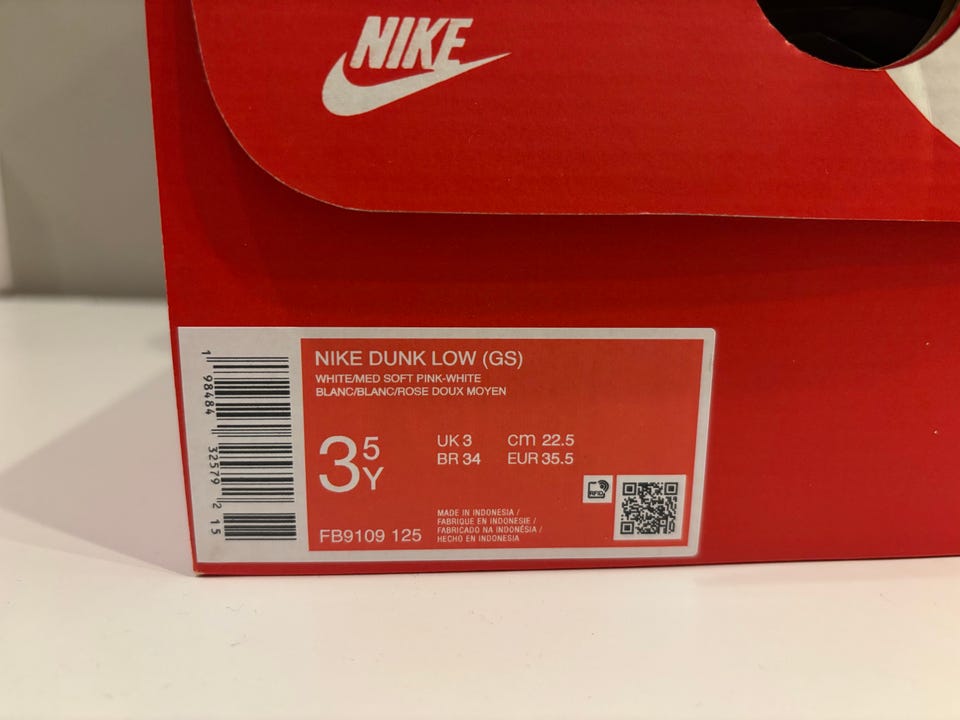 NIKE
NIKE DUNK LOW (GS)
WHITE/MED SOFT PINK-WHITE
BLANC/BLANC/ROSE DOUX MOYEN
3 5 Y
UK 3 cm 22.5
BR 34 EUR 35.5
RFID
FB9109 125
MADE IN INDONESIA /
FABRIQUE EN INDONESIE /
FABRICADO NA INDONÉSIA /
HECHO EN INDONESIA
1 98484 32579 2 15